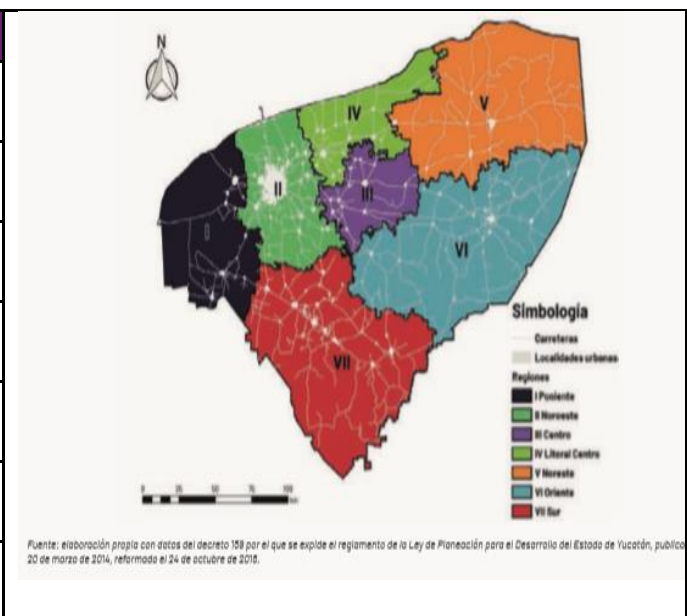 N
IV
V
II
III
I
VI
VII
Simbología
Carreteras
Localidades urbanas
Regiones
I Poniente
II Noroeste
III Centro
IV Litoral Centro
V Noreste
VI Oriente
VII Sur
0 25 50 75 100
Fuente: elaboración propia con datos del decreto 158 por el que se expide el reglamento de la Ley de Planeación para el Desarrollo del Estado de Yucatán, publico
20 de marzo de 2014, reformado el 24 de octubre de 2018.